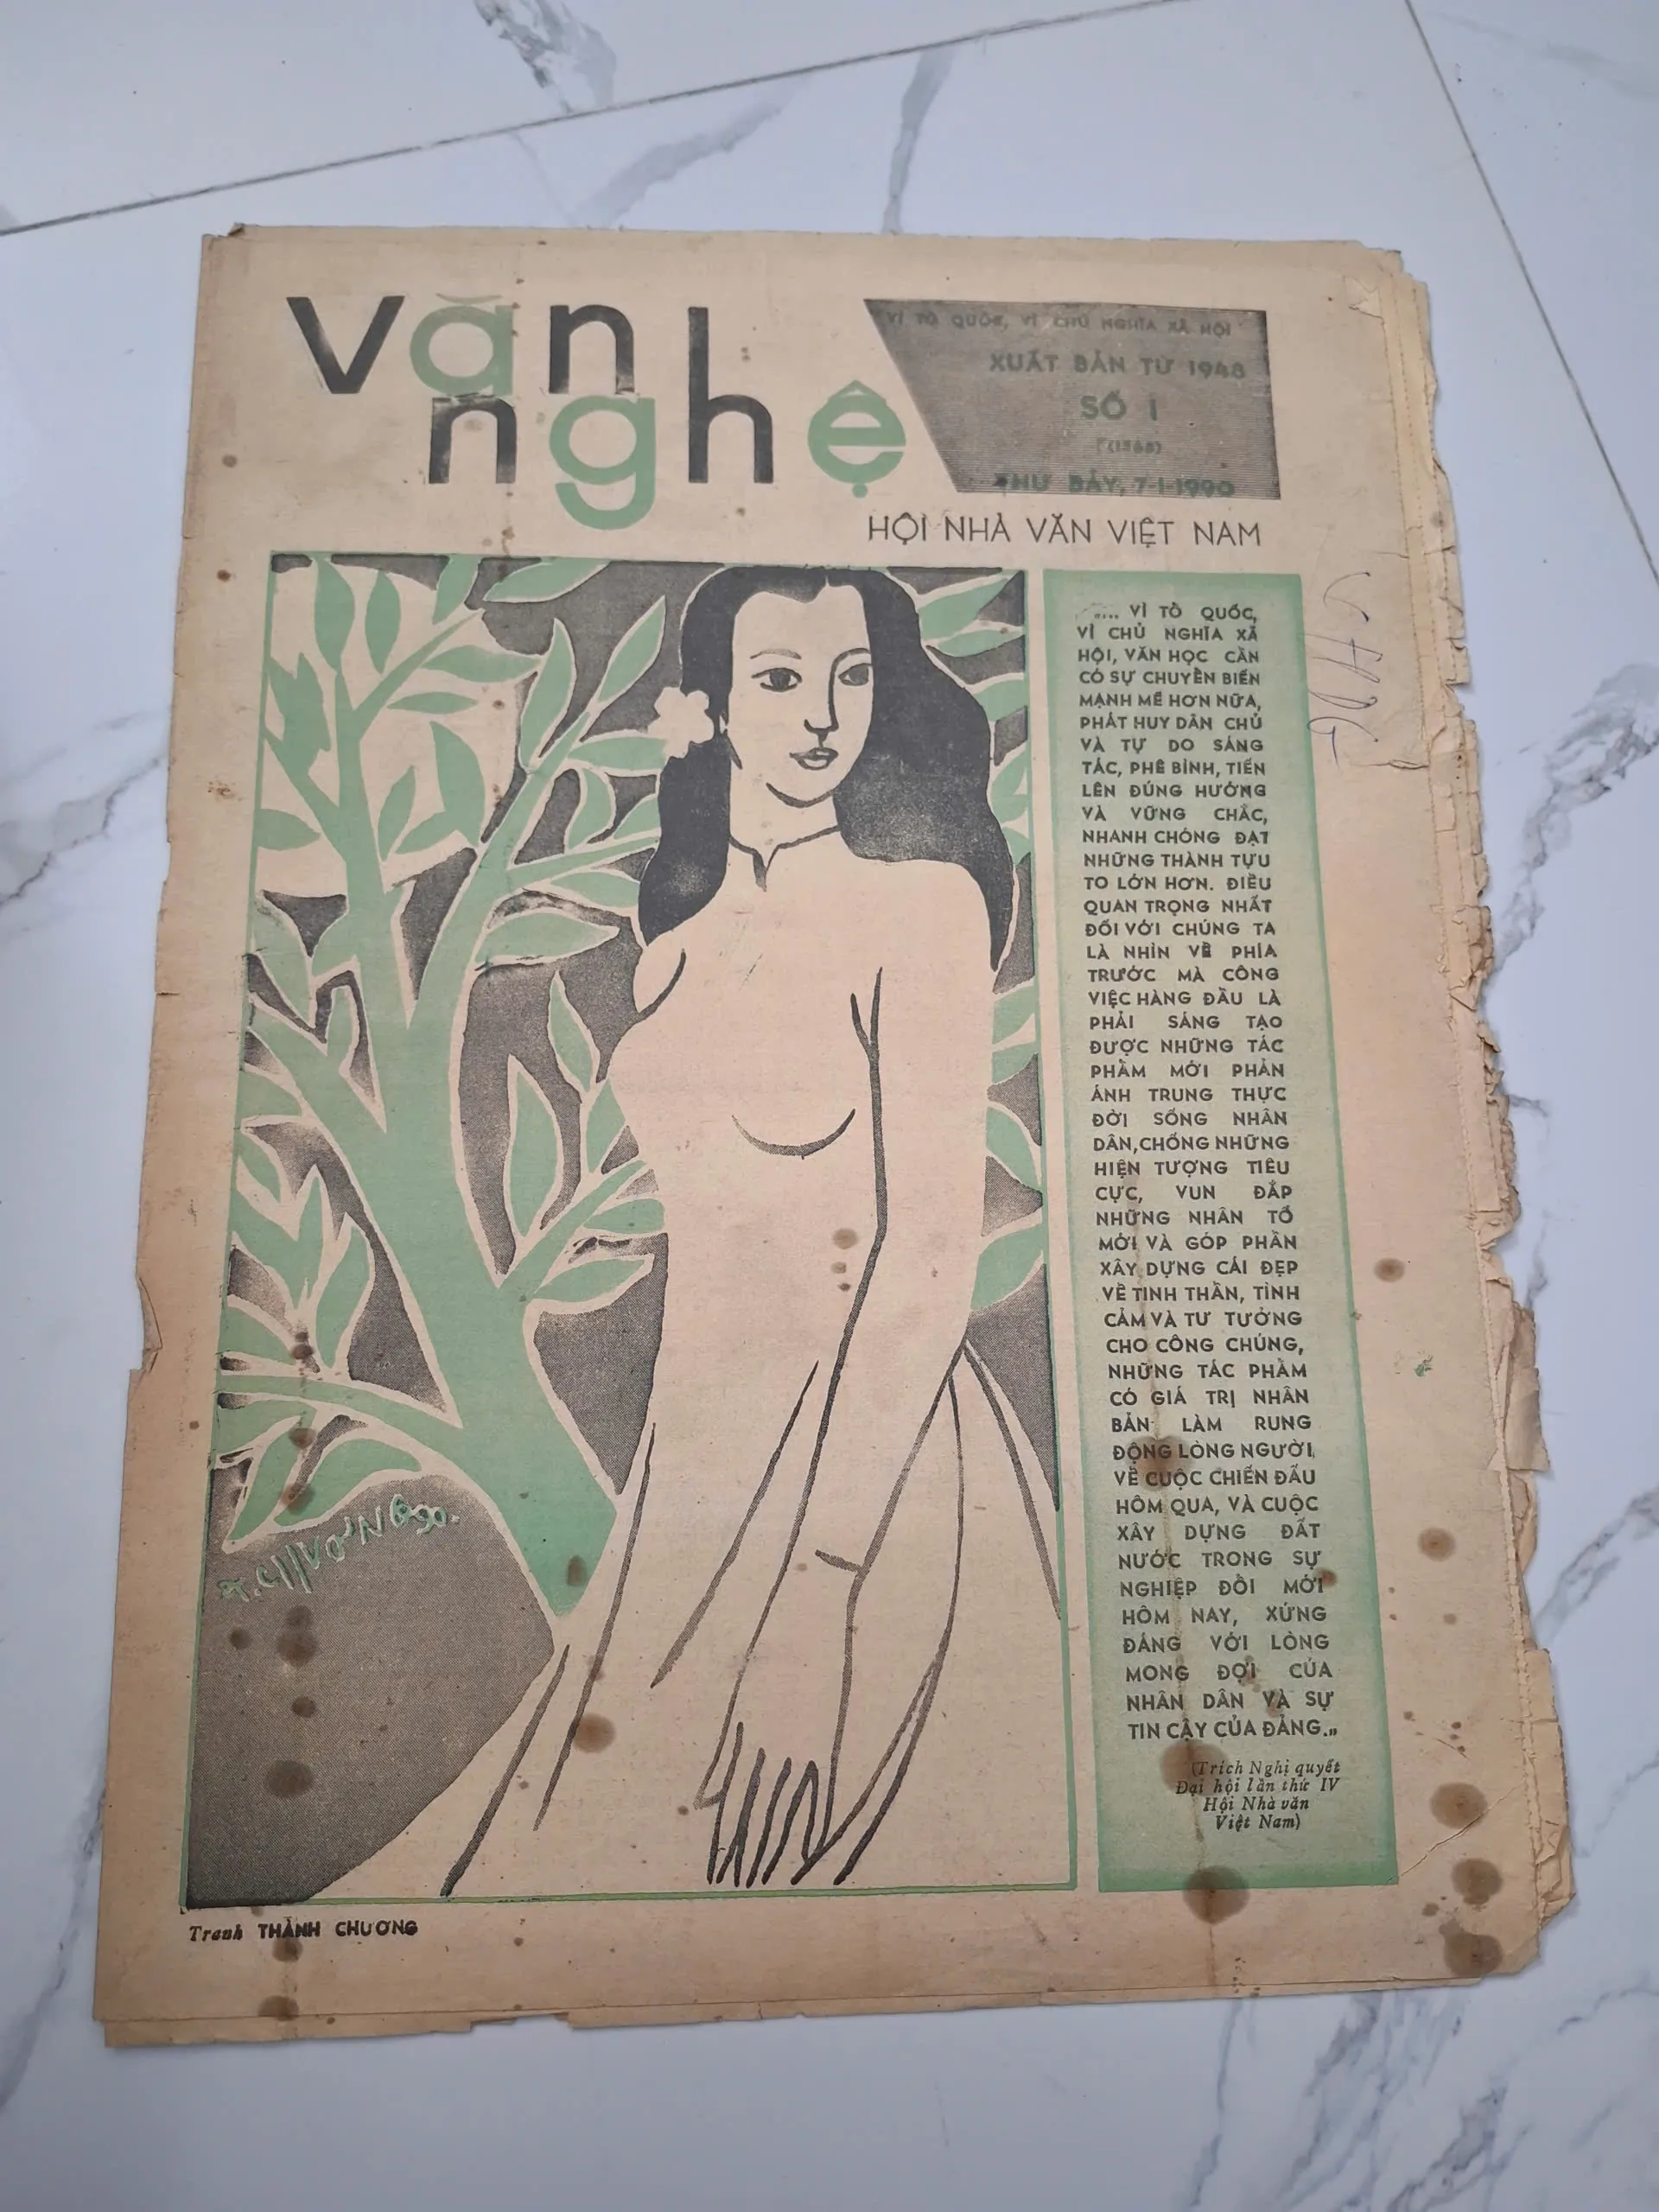 văn
nghệ
VÌ TỔ QUỐC, VÌ CHỦ NGHĨA XÃ HỘI
XUẤT BẢN TỪ 1948
SỐ 1
THỨ BẢY, 7-1-1990
HỘI NHÀ VĂN VIỆT NAM
"... VÌ TỔ QUỐC,
VÌ CHỦ NGHĨA XÃ
HỘI, VĂN HỌC CẦN
CÓ SỰ CHUYỂN BIẾN
MẠNH MẼ HƠN NỮA,
PHÁT HUY DÂN CHỦ
VÀ TỰ DO SÁNG
TÁC, PHÊ BÌNH, TIẾN
LÊN ĐÚNG HƯỚNG
VÀ VỮNG CHẮC,
NHANH CHÓNG ĐẠT
NHỮNG THÀNH TỰU
TO LỚN HƠN. ĐIỀU
QUAN TRỌNG NHẤT
ĐỐI VỚI CHÚNG TA
LÀ NHÌN VỀ PHÍA
TRƯỚC MÀ CÔNG
VIỆC HÀNG ĐẦU LÀ
PHẢI SÁNG TẠO
ĐƯỢC NHỮNG TÁC
PHẨM MỚI PHẢN
ÁNH TRUNG THỰC
ĐỜI SỐNG NHÂN
DÂN, CHỐNG NHỮNG
HIỆN TƯỢNG TIÊU
CỰC, VUN ĐẮP
NHỮNG NHÂN TỐ
MỚI VÀ GÓP PHẦN
XÂY DỰNG CÁI ĐẸP
VỀ TINH THẦN, TÌNH
CẢM VÀ TƯ TƯỞNG
CHO CÔNG CHÚNG,
NHỮNG TÁC PHẨM
CÓ GIÁ TRỊ NHÂN
BẢN LÀM RUNG
ĐỘNG LÒNG NGƯỜI,
VỀ CUỘC CHIẾN ĐẤU
HÔM QUA, VÀ CUỘC
XÂY DỰNG ĐẤT
NƯỚC TRONG SỰ
NGHIỆP ĐỔI MỚI
HÔM NAY, XỨNG
ĐÁNG VỚI LÒNG
MONG ĐỢI CỦA
NHÂN DÂN VÀ SỰ
TIN CẬY CỦA ĐẢNG."
(Trích Nghị quyết
Đại hội lần thứ IV
Hội Nhà văn
Việt Nam)
Tranh THÀNH CHƯƠNG